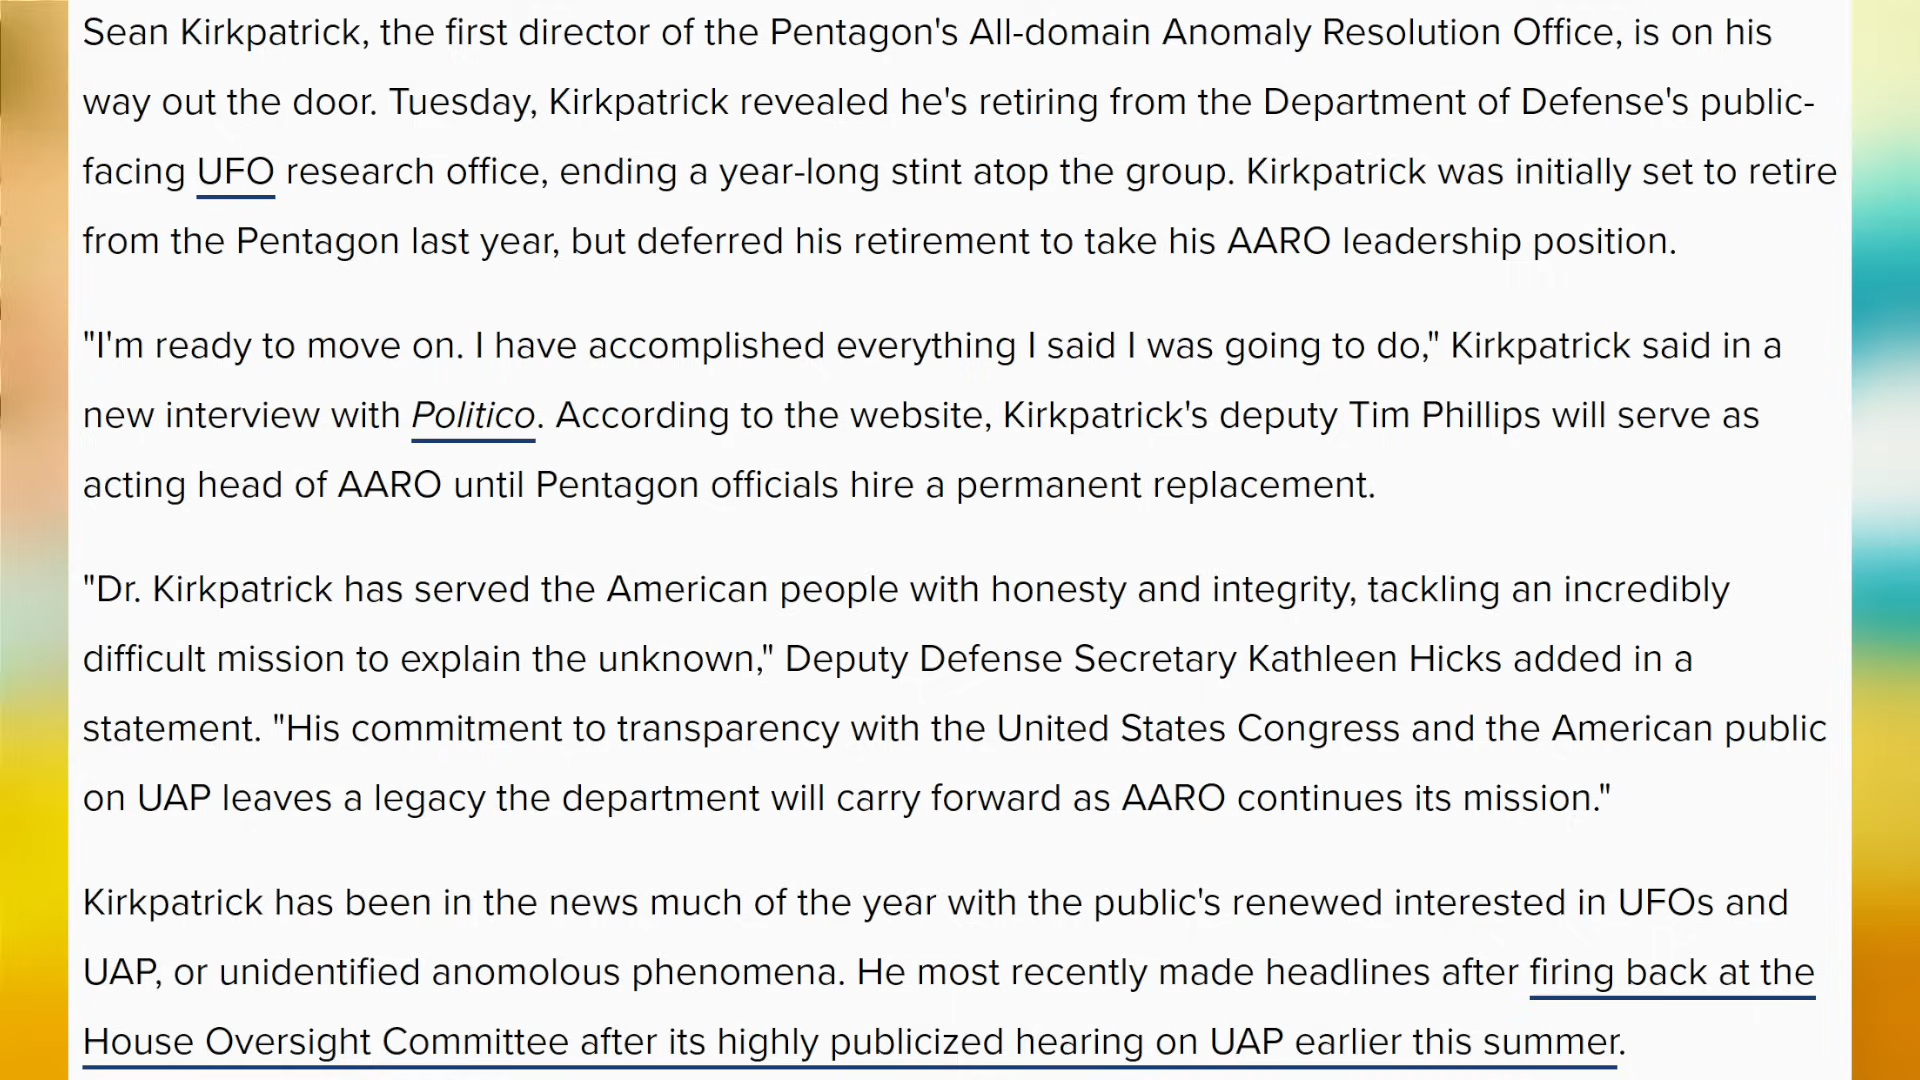 Sean Kirkpatrick, the first director of the Pentagon's All-domain Anomaly Resolution Office, is on his
way out the door. Tuesday, Kirkpatrick revealed he's retiring from the Department of Defense's public-
facing UFO research office, ending a year-long stint atop the group. Kirkpatrick was initially set to retire
from the Pentagon last year, but deferred his retirement to take his AARO leadership position.
"I'm ready to move on. I have accomplished everything I said I was going to do," Kirkpatrick said in a
new interview with Politico. According to the website, Kirkpatrick's deputy Tim Phillips will serve as
acting head of AARO until Pentagon officials hire a permanent replacement.
"Dr. Kirkpatrick has served the American people with honesty and integrity, tackling an incredibly
difficult mission to explain the unknown," Deputy Defense Secretary Kathleen Hicks added in a
statement. "His commitment to transparency with the United States Congress and the American public
on UAP leaves a legacy the department will carry forward as AARO continues its mission."
Kirkpatrick has been in the news much of the year with the public's renewed interested in UFOs and
UAP, or unidentified anomolous phenomena. He most recently made headlines after firing back at the
House Oversight Committee after its highly publicized hearing on UAP earlier this summer.